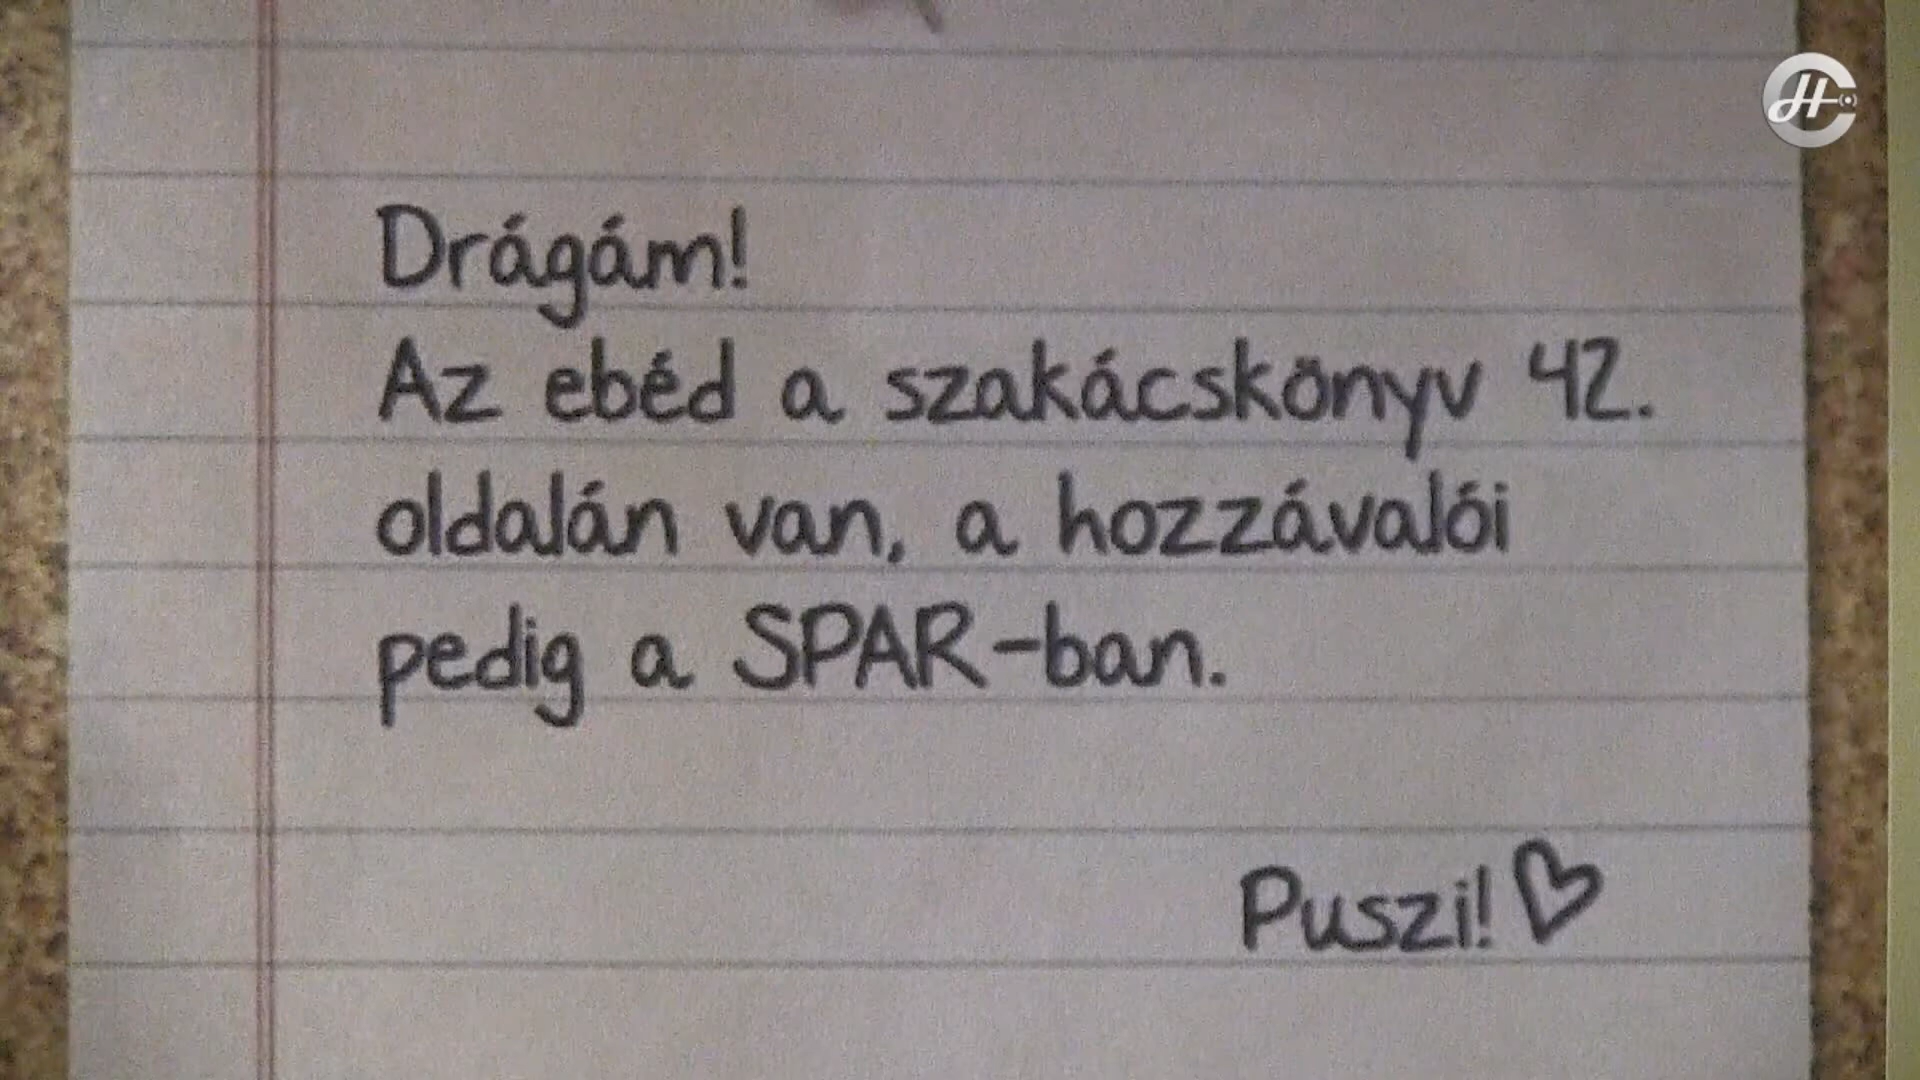 Drágám!
Az ebéd a szakácskönyv 42.
oldalán van, a hozzávalói
pedig a SPAR-ban.
Puszi!♡